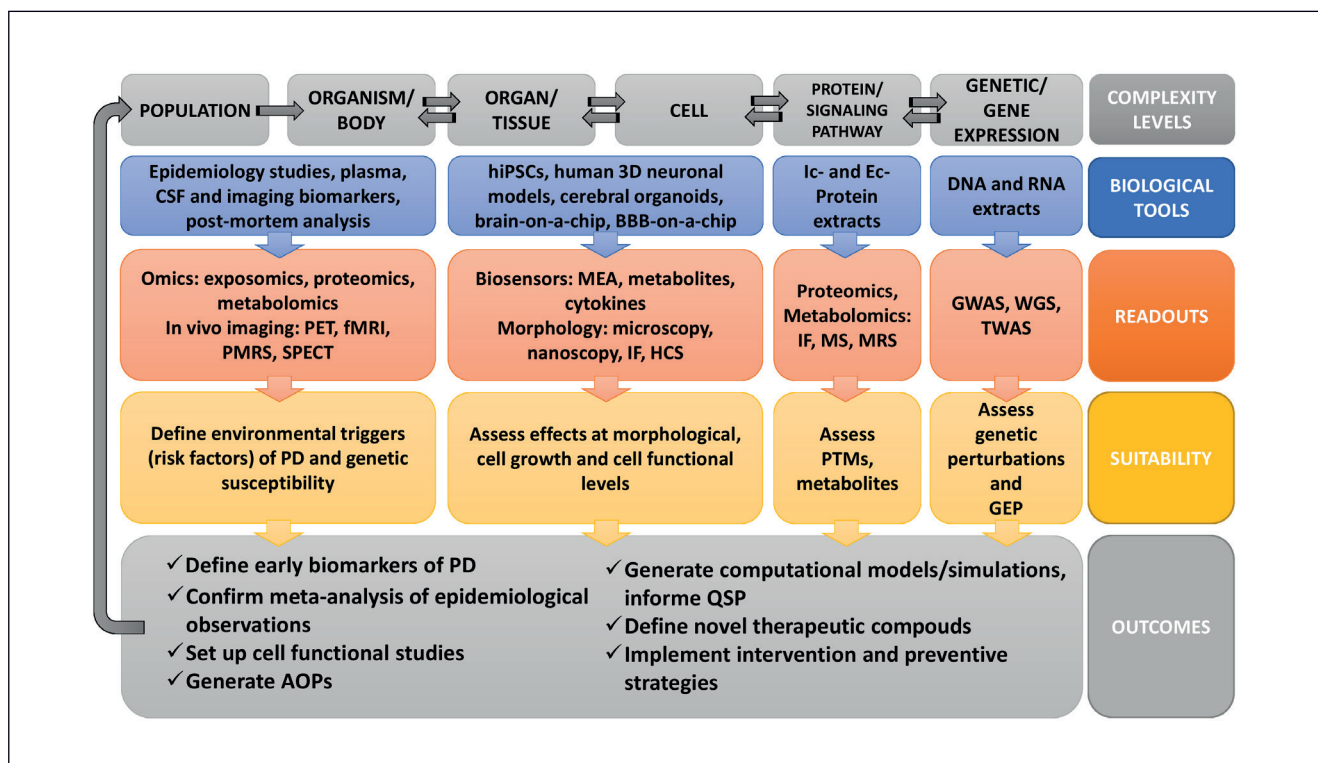 POPULATION
ORGANISM/
BODY
ORGAN/
TISSUE
CELL
PROTEIN/
SIGNALING
PATHWAY
GENETIC/
GENE
EXPRESSION
COMPLEXITY
LEVELS
Epidemiology studies, plasma,
CSF and imaging biomarkers,
post-mortem analysis
hiPSCs, human 3D neuronal
models, cerebral organoids,
brain-on-a-chip, BBB-on-a-chip
Ic- and Ec-
Protein
extracts
DNA and RNA
extracts
BIOLOGICAL
TOOLS
Omics: exposomics, proteomics,
metabolomics
In vivo imaging: PET, fMRI,
PMRS, SPECT
Biosensors: MEA, metabolites,
cytokines
Morphology: microscopy,
nanoscopy, IF, HCS
Proteomics,
Metabolomics:
IF, MS, MRS
GWAS, WGS,
TWAS
READOUTS
Define environmental triggers
(risk factors) of PD and genetic
susceptibility
Assess effects at morphological,
cell growth and cell functional
levels
Assess
PTMs,
metabolites
Assess
genetic
perturbations
and
GEP
SUITABILITY
✓Define early biomarkers of PD
✓Confirm meta-analysis of epidemiological
observations
✓Set up cell functional studies
✓Generate AOPs
✓Generate computational models/simulations,
informe QSP
✓Define novel therapeutic compouds
✓Implement intervention and preventive
strategies
OUTCOMES